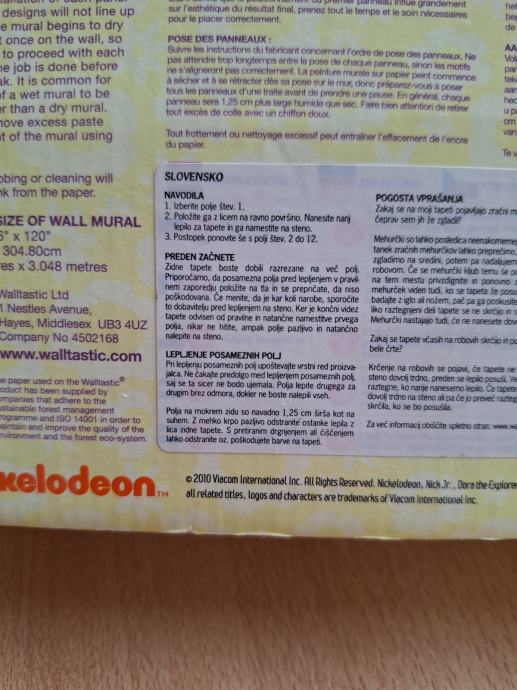 designs will not line up
e mural begins to dry
t once on the wall, so
to proceed with each
e job is done before
ak. It is common for
of a wet mural to be
er than a dry mural.
nove excess paste
t of the mural using
bbing or cleaning will
nk from the paper.
SIZE OF WALL MURAL
6" x 120"
304.80cm
res x 3.048 metres
Walltastic Ltd
1 Nestles Avenue,
Hayes, Middlesex UB3 4UZ
Company No 4502168
www.walltastic.com
e paper used on the Walltastic®
oduct has been supplied by
ompanies that adhere to the
ustainable forest management
ogramme and ISO 14001 in order to
aintain and improve the quality of the
nvironment and the forest eco-system.
sur l'esthétique du résultat final, prenez tout le temps et le soin nécessaires
pour le placer correctement.
POSE DES PANNEAUX :
Suivre les instructions du fabricant concernant l'ordre de pose des panneaux. Ne
pas attendre trop longtemps entre la pose de chaque panneau, sinon les motifs
ne s'aligneront pas correctement. La peinture murale sur papier peint commence
à sécher et à se rétracter dès sa pose sur le mur, donc préparez-vous à poser
tous les panneaux d'une traite avant de prendre une pause. En général, chaque
panneau sera 1,25 cm plus large humide que sec. Faire bien attention de retirer
tout excès de colle avec un chiffon doux.
Tout frottement ou nettoyage excessif peut entraîner l'effacement de l'encre
du papier.
SLOVENSKO
NAVODILA
1. Izberite polje štev. 1.
2. Položite ga z licem na ravno površino. Nanesite nanj
lepilo za tapete in ga namestite na steno.
3. Postopek ponovite še s polji štev. 2 do 12.
PREDEN ZAČNETE
Zidne tapete boste dobili razrezane na več polj.
Priporočamo, da posamezna polja pred lepljenjem v pravil-
nem zaporedju položite na tla in se prepričate, da niso
poškodovana. Če menite, da je kar koli narobe, sporočite
to dobavitelju pred lepljenjem na steno. Ker je končni videz
tapete odvisen od pravilne in natančne namestitve prvega
polja, nikar ne hitite, ampak polje pazljivo in natančno
nalepite na steno.
LEPLJENJE POSAMEZNIH POLJ
Pri lepljenju posameznih polj upoštevajte vrstni red proizva-
jalca. Ne čakajte predolgo med lepljenjem posameznih polj,
saj se ta sicer ne bodo ujemala. Polja lepite drugega za
drugim brez odmora, dokler ne boste nalepili vseh.
Polja na mokrem zidu so navadno 1,25 cm širša kot na
suhem. Z mehko krpo pazljivo odstranite ostanke lepila z
lica zidne tapete. S pretiranim drgnjenjem ali čiščenjem
lahko odstranite oz. poškodujete barve na tapeti.
POGOSTA VPRAŠANJA
Zakaj se na moji tapeti pojavljajo zračni m
čeprav sem jih že zgladil?
Mehurčki so lahko posledica neenakomerneg
tanek zračnih mehurčkov lahko preprečimo,
zgladimo na sredini, potem pa nadaljujem
robovom. Če se mehurčki kljub temu še po
na tem mestu privzdignite in ponovno z
mehurček viden tudi, ko se tapeta že posu
badajte z iglo ali nožem, pač pa ga poskusite
liko raztegnjeni deli tapete se ne skrčijo in s
Mehurčki nastajajo tudi, če ne nanesete dov
Zakaj se tapete včasih na robovih skrčijo in pu
bele črte?
Krčenje na robovih se pojavi, če tapete ne
steno dovolj trdno, preden se lepilo posuši. V
raztegne, ko nanje nanesemo lepilo. Če tapete
dovolj trdno na steno ali pa če jo preveč raztegn
skrčila, ko se bo posušila.
Za več informacij obiščite spletno stran: www.wa
kelodeon™
© 2010 Viacom International Inc. All Rights Reserved. Nickelodeon, Nick Jr., Dora the Explorer
all related titles, logos and characters are trademarks of Viacom International Inc.